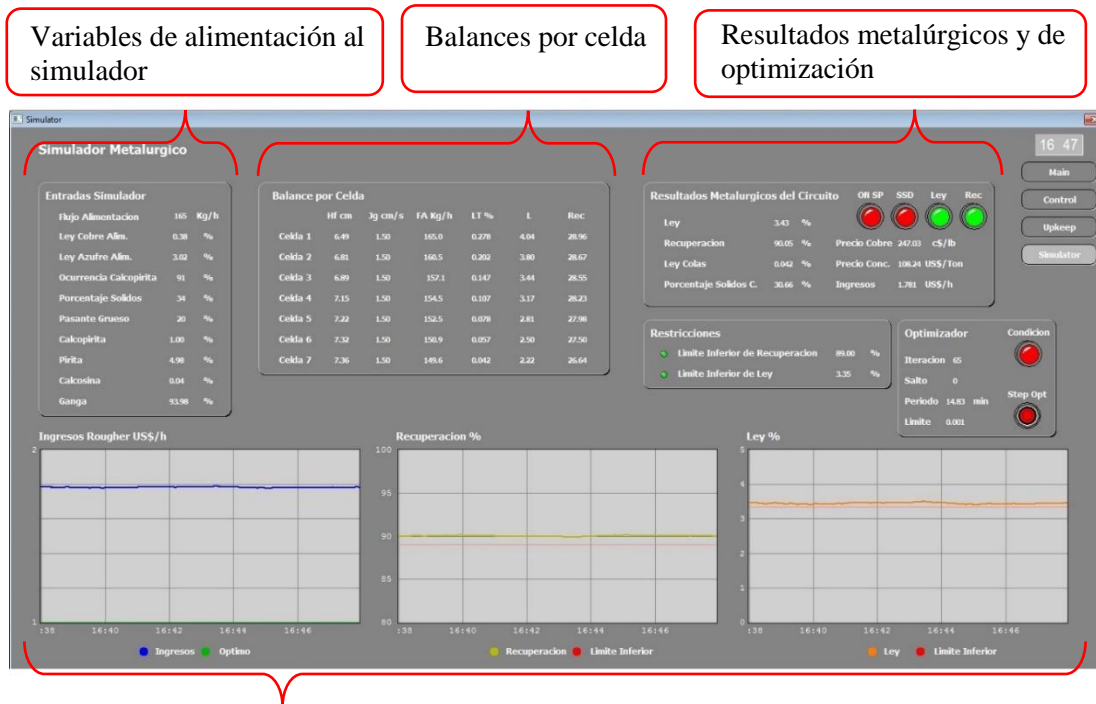 Variables de alimentación al
simulador
Balances por celda
Resultados metalúrgicos y de
optimización
Simulator
Simulador Metalurgico
16 47
Main
Control
Upkeep
Simulator
Entradas Simulador
Flujo Alimentacion 165 Kg/h
Ley Cobre Alim. 0.38 %
Ley Azufre Alim. 3.02 %
Ocurrencia Calcopirita 91 %
Porcentaje Solidos 34 %
Pasante Grueso 20 %
Calcopirita 1.00 %
Pirita 4.98 %
Calcosina 0.04 %
Ganga 93.98 %
Balance por Celda
Hf cm Jg cm/s FA Kg/h LT % L Rec
Celda 1 6.49 1.50 165.0 0.278 4.04 28.96
Celda 2 6.81 1.50 160.5 0.202 3.80 28.67
Celda 3 6.89 1.50 157.1 0.147 3.44 28.55
Celda 4 7.15 1.50 154.5 0.107 3.17 28.23
Celda 5 7.22 1.50 152.5 0.078 2.81 27.98
Celda 6 7.32 1.50 150.9 0.057 2.50 27.50
Celda 7 7.36 1.50 149.6 0.042 2.22 26.64
Resultados Metalurgicos del Circuito ON SP SSD Ley Rec
Ley 3.43 %
Recuperacion 90.05 % Precio Cobre 247.03 c$/lb
Ley Colas 0.042 % Precio Conc. 108.24 US$/Ton
Porcentaje Solidos C. 30.66 % Ingresos 1.781 US$/h
Restricciones
Limite Inferior de Recuperacion 89.00 %
Limite Inferior de Ley 3.35 %
Optimizador Condicion
Iteracion 65
Salto 0
Periodo 14.83 min
Step Opt
Limite 0.001
Ingresos Rougher US$/h
2
1
:38 16:40 16:42 16:44 16:46
Ingresos Optimo
Recuperacion %
100
95
90
85
80
:38 16:40 16:42 16:44 16:46
Recuperacion Limite Inferior
Ley %
5
4
3
2
1
0
:38 16:40 16:42 16:44 16:46
Ley Limite Inferior